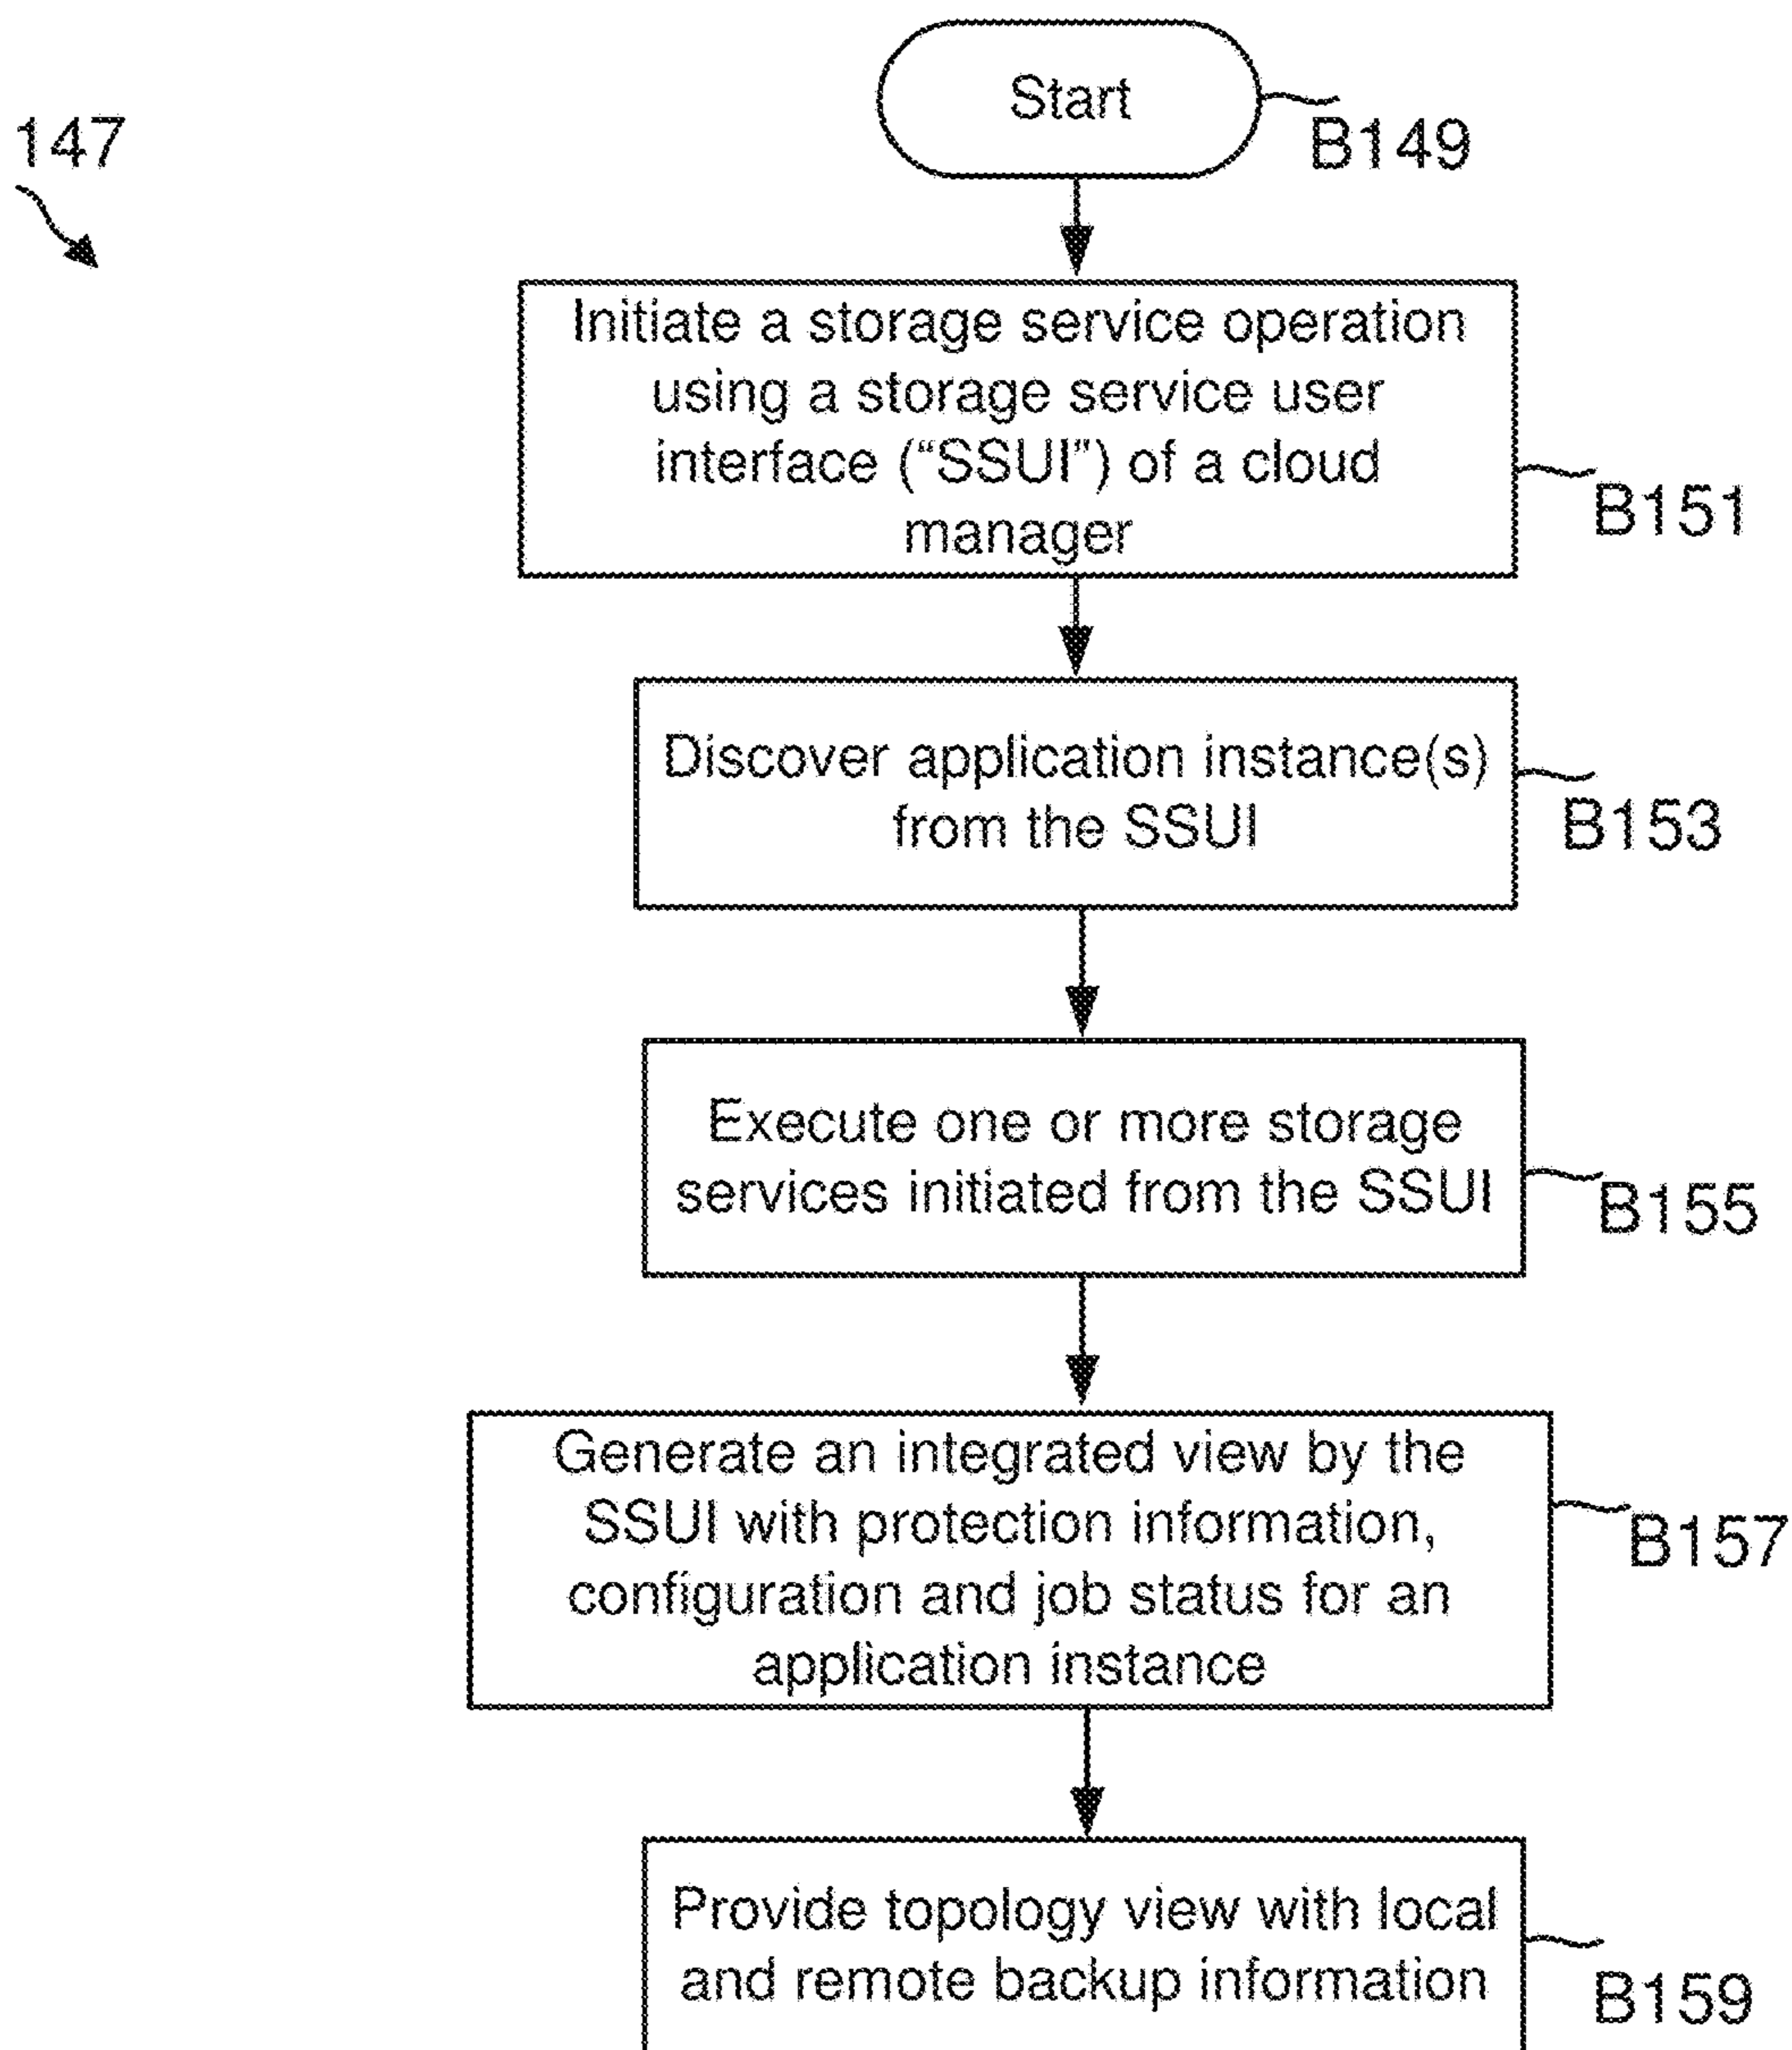 147
Start
B149
Initiate a storage service operation
using a storage service user
interface (“SSUI”) of a cloud
manager
B151
Discover application instance(s)
from the SSUI
B153
Execute one or more storage
services initiated from the SSUI
B155
Generate an integrated view by the
SSUI with protection information,
configuration and job status for an
application instance
B157
Provide topology view with local
and remote backup information
B159